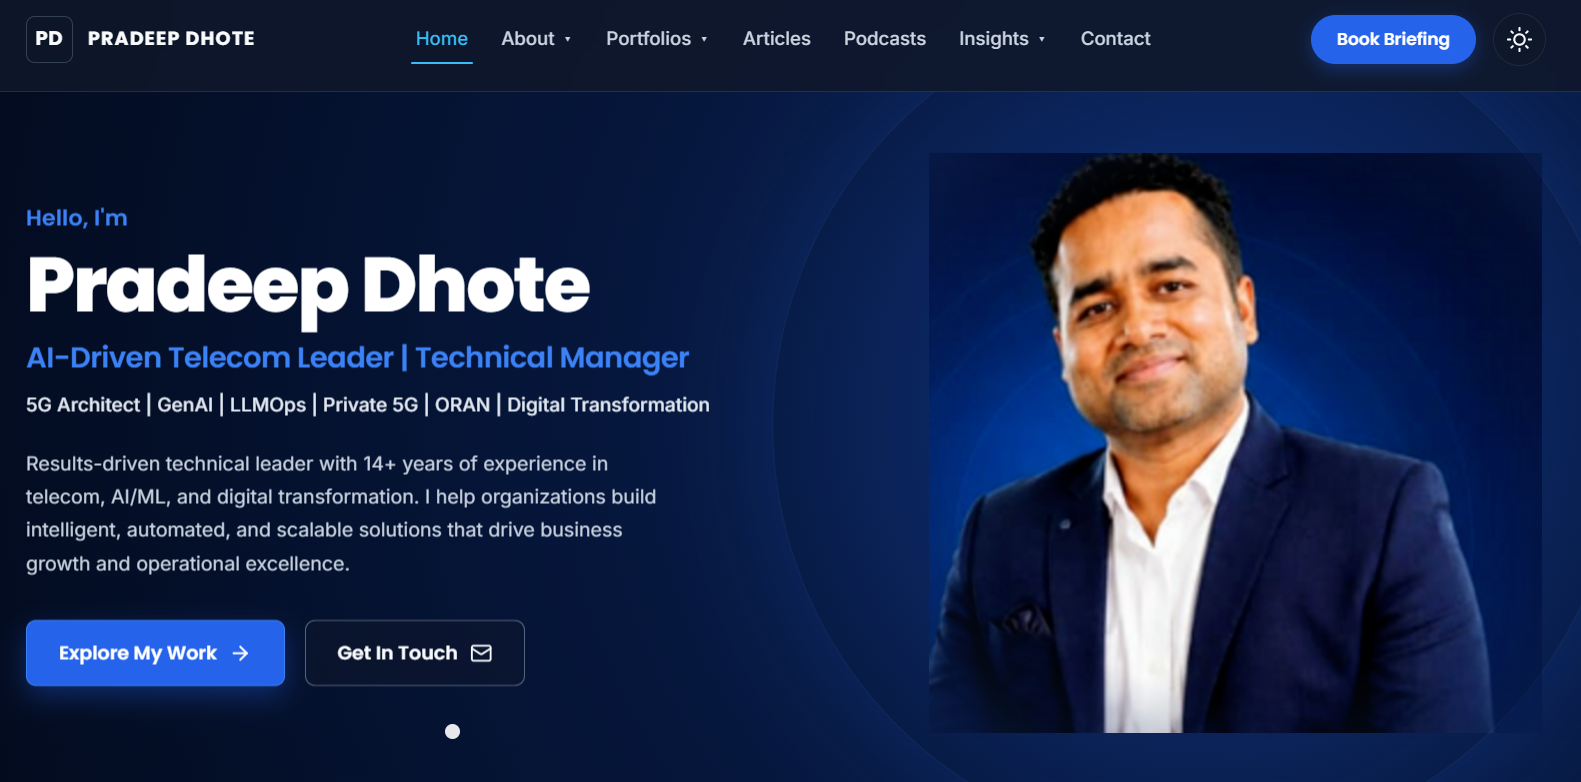 PD PRADEEP DHOTE Home About Portfolios Articles Podcasts Insights Contact Book Briefing
Hello, I'm
Pradeep Dhote
AI-Driven Telecom Leader | Technical Manager
5G Architect | GenAI | LLMOps | Private 5G | ORAN | Digital Transformation
Results-driven technical leader with 14+ years of experience in
telecom, AI/ML, and digital transformation. I help organizations build
intelligent, automated, and scalable solutions that drive business
growth and operational excellence.
Explore My Work Get In Touch